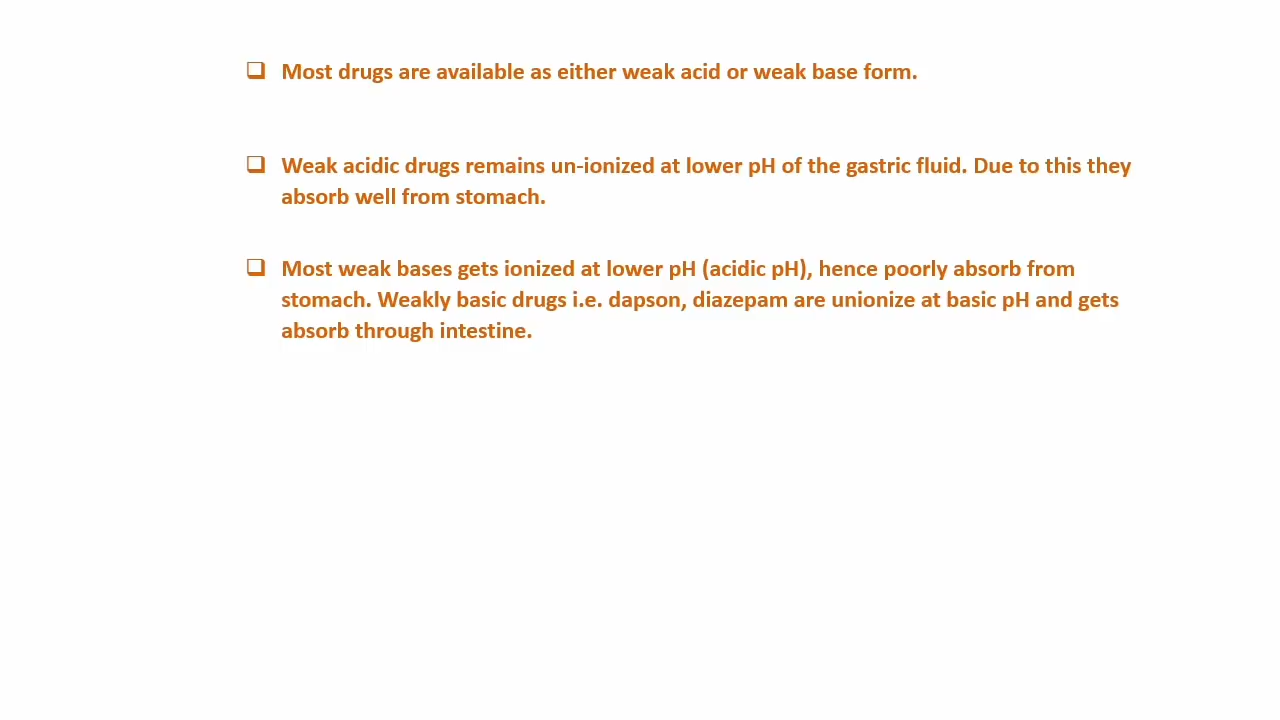 ❑ Most drugs are available as either weak acid or weak base form.
❑ Weak acidic drugs remains un-ionized at lower pH of the gastric fluid. Due to this they
absorb well from stomach.
❑ Most weak bases gets ionized at lower pH (acidic pH), hence poorly absorb from
stomach. Weakly basic drugs i.e. dapson, diazepam are unionize at basic pH and gets
absorb through intestine.